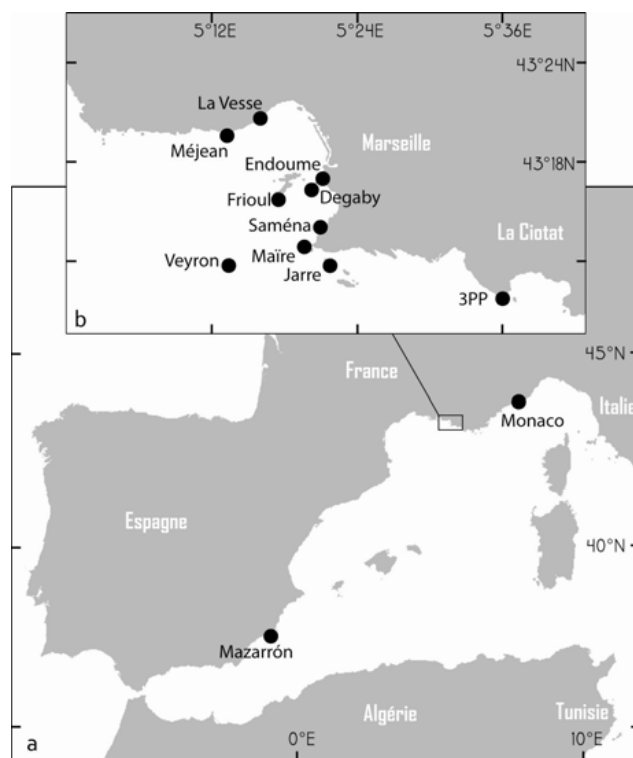 5°12E
5°24E
5°36E
43°24N
La Vesse
Marseille
Méjean
43°18N
Endoume
Degaby
Frioul
Saména
La Ciotat
Maïre
Veyron
Jarre
3PP
b
45°N
France
Italie
Monaco
Espagne
40°N
Mazarrón
Algérie
Tunisie
a
0°E
10°E